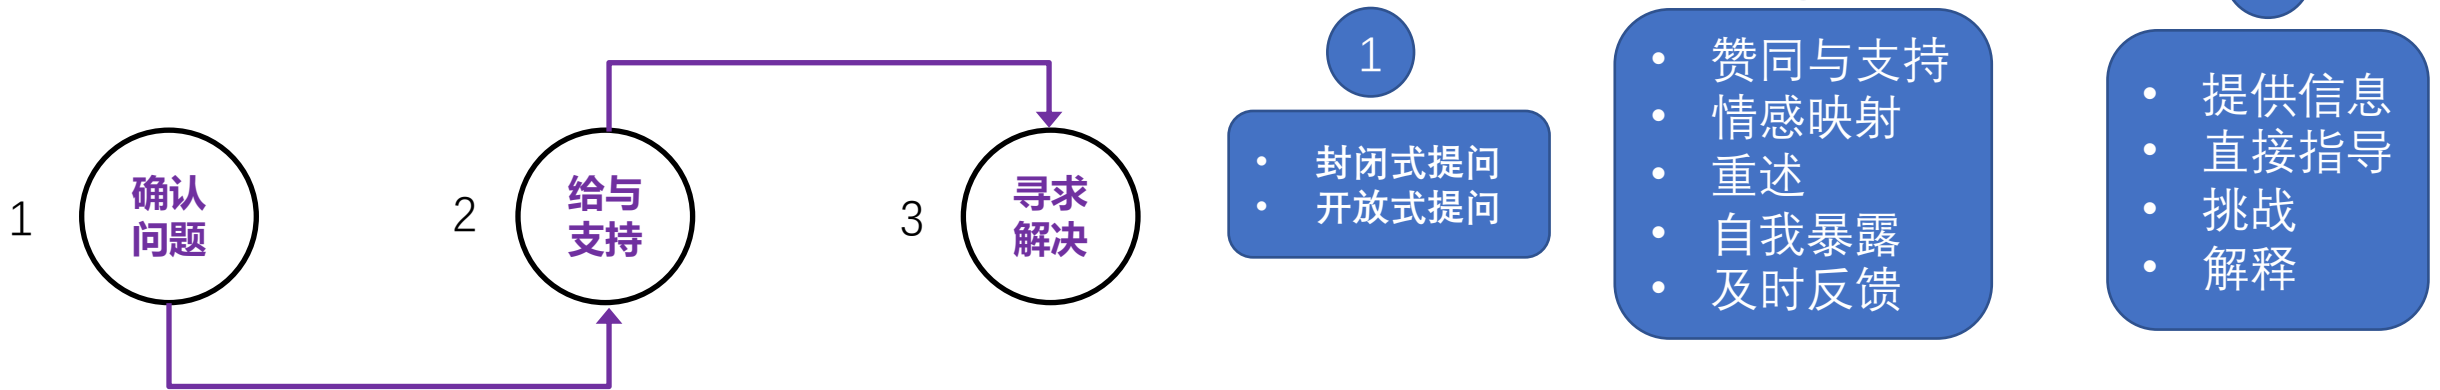 1
确认
问题
2
给与
支持
3
寻求
解决
1
• 封闭式提问
• 开放式提问
• 赞同与支持
• 情感映射
• 重述
• 自我暴露
• 及时反馈
• 提供信息
• 直接指导
• 挑战
• 解释